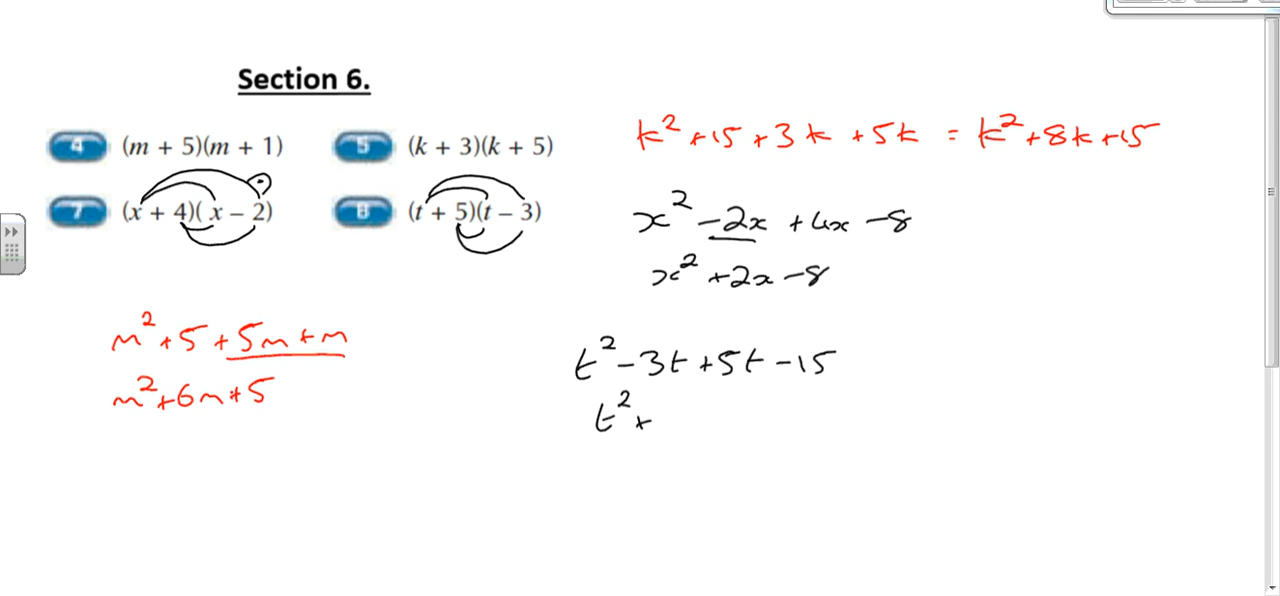 Section 6.
4 (m + 5)(m + 1) 5 (k + 3)(k + 5)
7 (x + 4)( x – 2) 8 (t + 5)(t – 3)
k² + 15 + 3k + 5k = k² + 8k + 15
x² - 2x + 4x - 8
x² + 2x - 8
m² + 5 + 5m + m
m² + 6m + 5
t² - 3t + 5t - 15
t² +